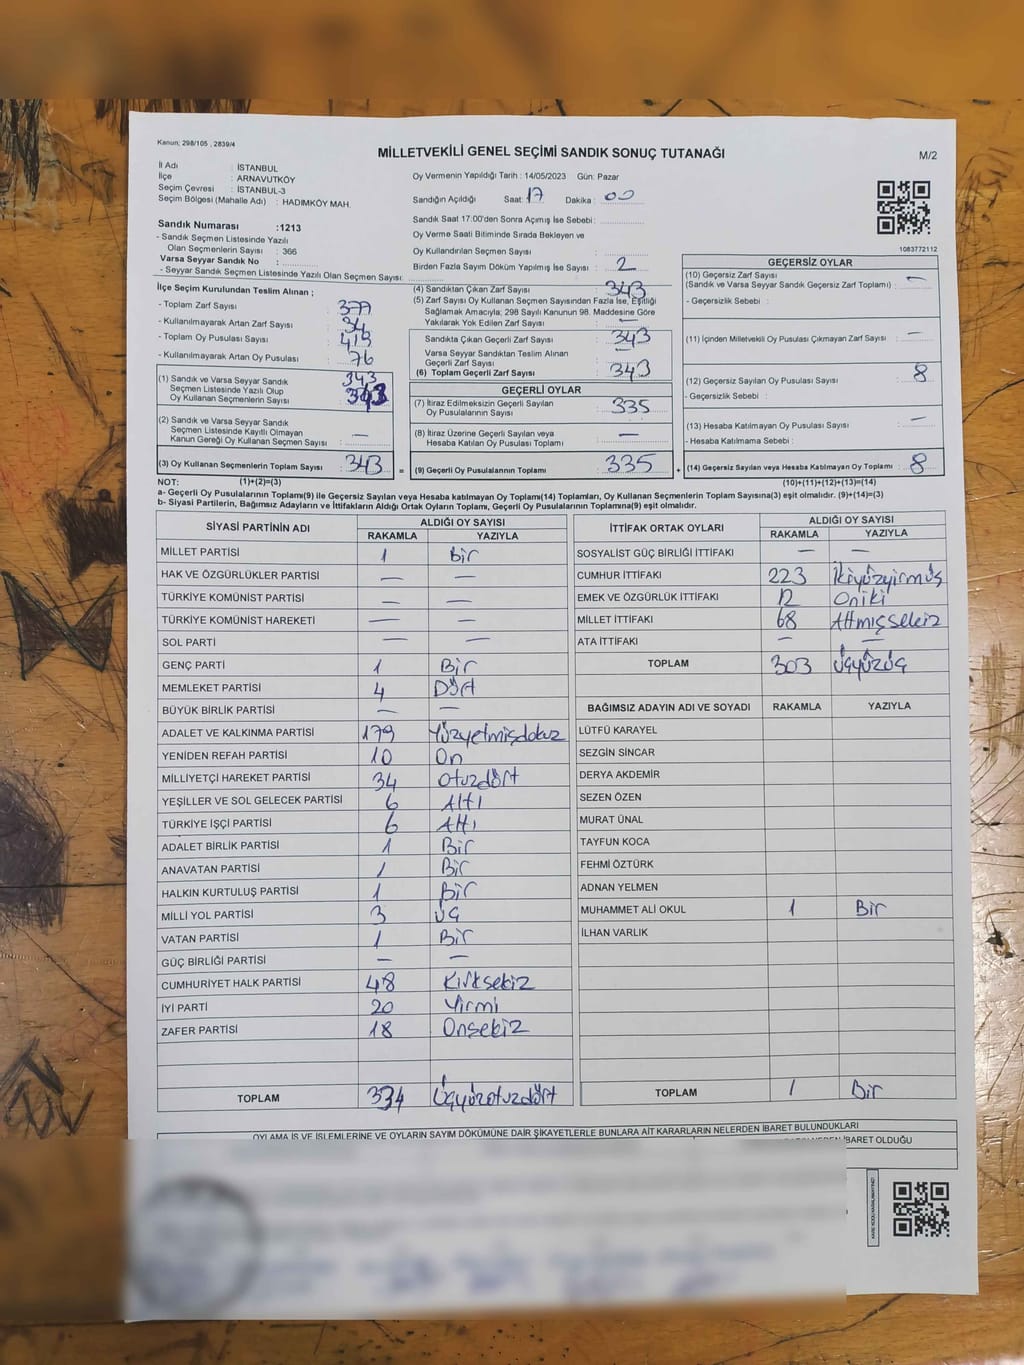 Kanun; 298/105 , 2839/4
MİLLETVEKİLİ GENEL SEÇİMİ SANDIK SONUÇ TUTANAĞI
M/2
İl Adı : İSTANBUL
İlçe : ARNAVUTKÖY
Seçim Çevresi : İSTANBUL-3
Seçim Bölgesi (Mahalle Adı) : HADIMKÖY MAH.
Sandık Numarası :1213
- Sandık Seçmen Listesinde Yazılı
Olan Seçmenlerin Sayısı : 366
Varsa Seyyar Sandık No :
- Seyyar Sandık Seçmen Listesinde Yazılı Olan Seçmen Sayısı:
Oy Vermenin Yapıldığı Tarih : 14/05/2023 Gün: Pazar
Sandığın Açıldığı Saat: 17 Dakika : 00
Sandık Saat 17:00'den Sonra Açımış İse Sebebi :
Oy Verme Saati Bitiminde Sırada Bekleyen ve
Oy Kullandırılan Seçmen Sayısı :
Birden Fazla Sayım Döküm Yapılmış İse Sayısı : 2
1083772112
İlçe Seçim Kurulundan Teslim Alınan ;
- Toplam Zarf Sayısı : 377
- Kullanılmayarak Artan Zarf Sayısı : 34
- Toplam Oy Pusulası : 419
- Kullanılmayarak Artan Oy Pusulası : 76
(1) Sandık ve Varsa Seyyar Sandık 343
Seçmen Listesinde Yazılı Olup
Oy Kullanan Seçmenlerin Sayısı : 343
(2) Sandık ve Varsa Seyyar Sandık
Seçmen Listesinde Kayıtlı Olmayan
Kanun Gereği Oy Kullanan Seçmen Sayısı : —
(3) Oy Kullanan Seçmenlerin Toplam Sayısı : 343 =
(4) Sandıktan Çıkan Zarf Sayısı : 343
(5) Zarf Sayısı Oy Kullanan Seçmen Sayısından Fazla İse, Eşitliği
Sağlamak Amacıyla; 298 Sayılı Kanunun 98. Maddesine Göre
Yakılarak Yok Edilen Zarf Sayısı : —
Sandıkta Çıkan Geçerli Zarf Sayısı : 343
Varsa Seyyar Sandıktan Teslim Alınan
Geçerli Zarf Sayısı : —
(6) Toplam Geçerli Zarf Sayısı : 343
GEÇERLİ OYLAR
(7) İtiraz Edilmeksizin Geçerli Sayılan
Oy Pusulalarının Sayısı : 335
(8) İtiraz Üzerine Geçerli Sayılan veya
Hesaba Katılan Oy Pusulası Toplamı : —
(9) Geçerli Oy Pusulalarının Toplamı : 335 +
GEÇERSİZ OYLAR
(10) Geçersiz Zarf Sayısı
(Sandık ve Varsa Seyyar Sandık Geçersiz Zarf Toplamı) : —
- Geçersizlik Sebebi :
(11) İçinden Milletvekili Oy Pusulası Çıkmayan Zarf Sayısı : —
(12) Geçersiz Sayılan Oy Pusulası Sayısı : 8
- Geçersizlik Sebebi :
(13) Hesaba Katılmayan Oy Pusulası Sayısı : —
- Hesaba Katılmama Sebebi :
(14) Geçersiz Sayılan veya Hesaba Katılmayan Oy Toplamı : 8
NOT: (1)+(2)=(3) (10)+(11)+(12)+(13)=(14)
a- Geçerli Oy Pusulalarının Toplamı(9) ile Geçersiz Sayılan veya Hesaba katılmayan Oy Toplamı(14) Toplamları, Oy Kullanan Seçmenlerin Toplam Sayısına(3) eşit olmalıdır. (9)+(14)=(3)
b- Siyasi Partilerin, Bağımsız Adayların ve İttifakların Aldığı Ortak Oyların Toplamı, Geçerli Oy Pusulalarının Toplamına(9) eşit olmalıdır.
SİYASİ PARTİNİN ADI ALDIĞI OY SAYISI
RAKAMLA YAZIYLA
MİLLET PARTİSİ 1 Bir
HAK VE ÖZGÜRLÜKLER PARTİSİ — —
TÜRKİYE KOMÜNİST PARTİSİ — —
TÜRKİYE KOMÜNİST HAREKETİ — —
SOL PARTİ — —
GENÇ PARTİ 1 Bir
MEMLEKET PARTİSİ 4 Dört
BÜYÜK BİRLİK PARTİSİ — —
ADALET VE KALKINMA PARTİSİ 179 Yüzyetmişdokuz
YENİDEN REFAH PARTİSİ 10 On
MİLLİYETÇİ HAREKET PARTİSİ 34 Otuzdört
YEŞİLLER VE SOL GELECEK PARTİSİ 6 Altı
TÜRKİYE İŞÇİ PARTİSİ 6 Altı
ADALET BİRLİK PARTİSİ 1 Bir
ANAVATAN PARTİSİ 1 Bir
HALKIN KURTULUŞ PARTİSİ 1 Bir
MİLLİ YOL PARTİSİ 3 üç
VATAN PARTİSİ 1 Bir
GÜÇ BİRLİĞİ PARTİSİ — —
CUMHURİYET HALK PARTİSİ 48 Kırksekiz
İYİ PARTİ 20 Yirmi
ZAFER PARTİSİ 18 Onsekiz
TOPLAM 334 Üçyüzotuzdört
İTTİFAK ORTAK OYLARI ALDIĞI OY SAYISI
RAKAMLA YAZIYLA
SOSYALİST GÜÇ BİRLİĞİ İTTİFAKI — —
CUMHUR İTTİFAKI 223 İkiyüzyirmüş
EMEK VE ÖZGÜRLÜK İTTİFAKI 12 Oniki
MİLLET İTTİFAKI 68 Altmışsekiz
ATA İTTİFAKI — —
TOPLAM 303 üçyüzüç
BAĞIMSIZ ADAYIN ADI VE SOYADI RAKAMLA YAZIYLA
LÜTFÜ KARAYEL
SEZGİN SİNCAR
DERYA AKDEMİR
SEZEN ÖZEN
MURAT ÜNAL
TAYFUN KOCA
FEHMİ ÖZTÜRK
ADNAN YELMEN
MUHAMMET ALİ OKUL 1 Bir
İLHAN VARLIK
TOPLAM 1 Bir
OYLAMA İŞ VE İŞLEMLERİNE VE OYLARIN SAYIM DÖKÜMÜNE DAİR ŞİKAYETLERLE BUNLARA AİT KARARLARIN NELERDEN İBARET BULUNDUKLARI
İBARET OLDUĞU